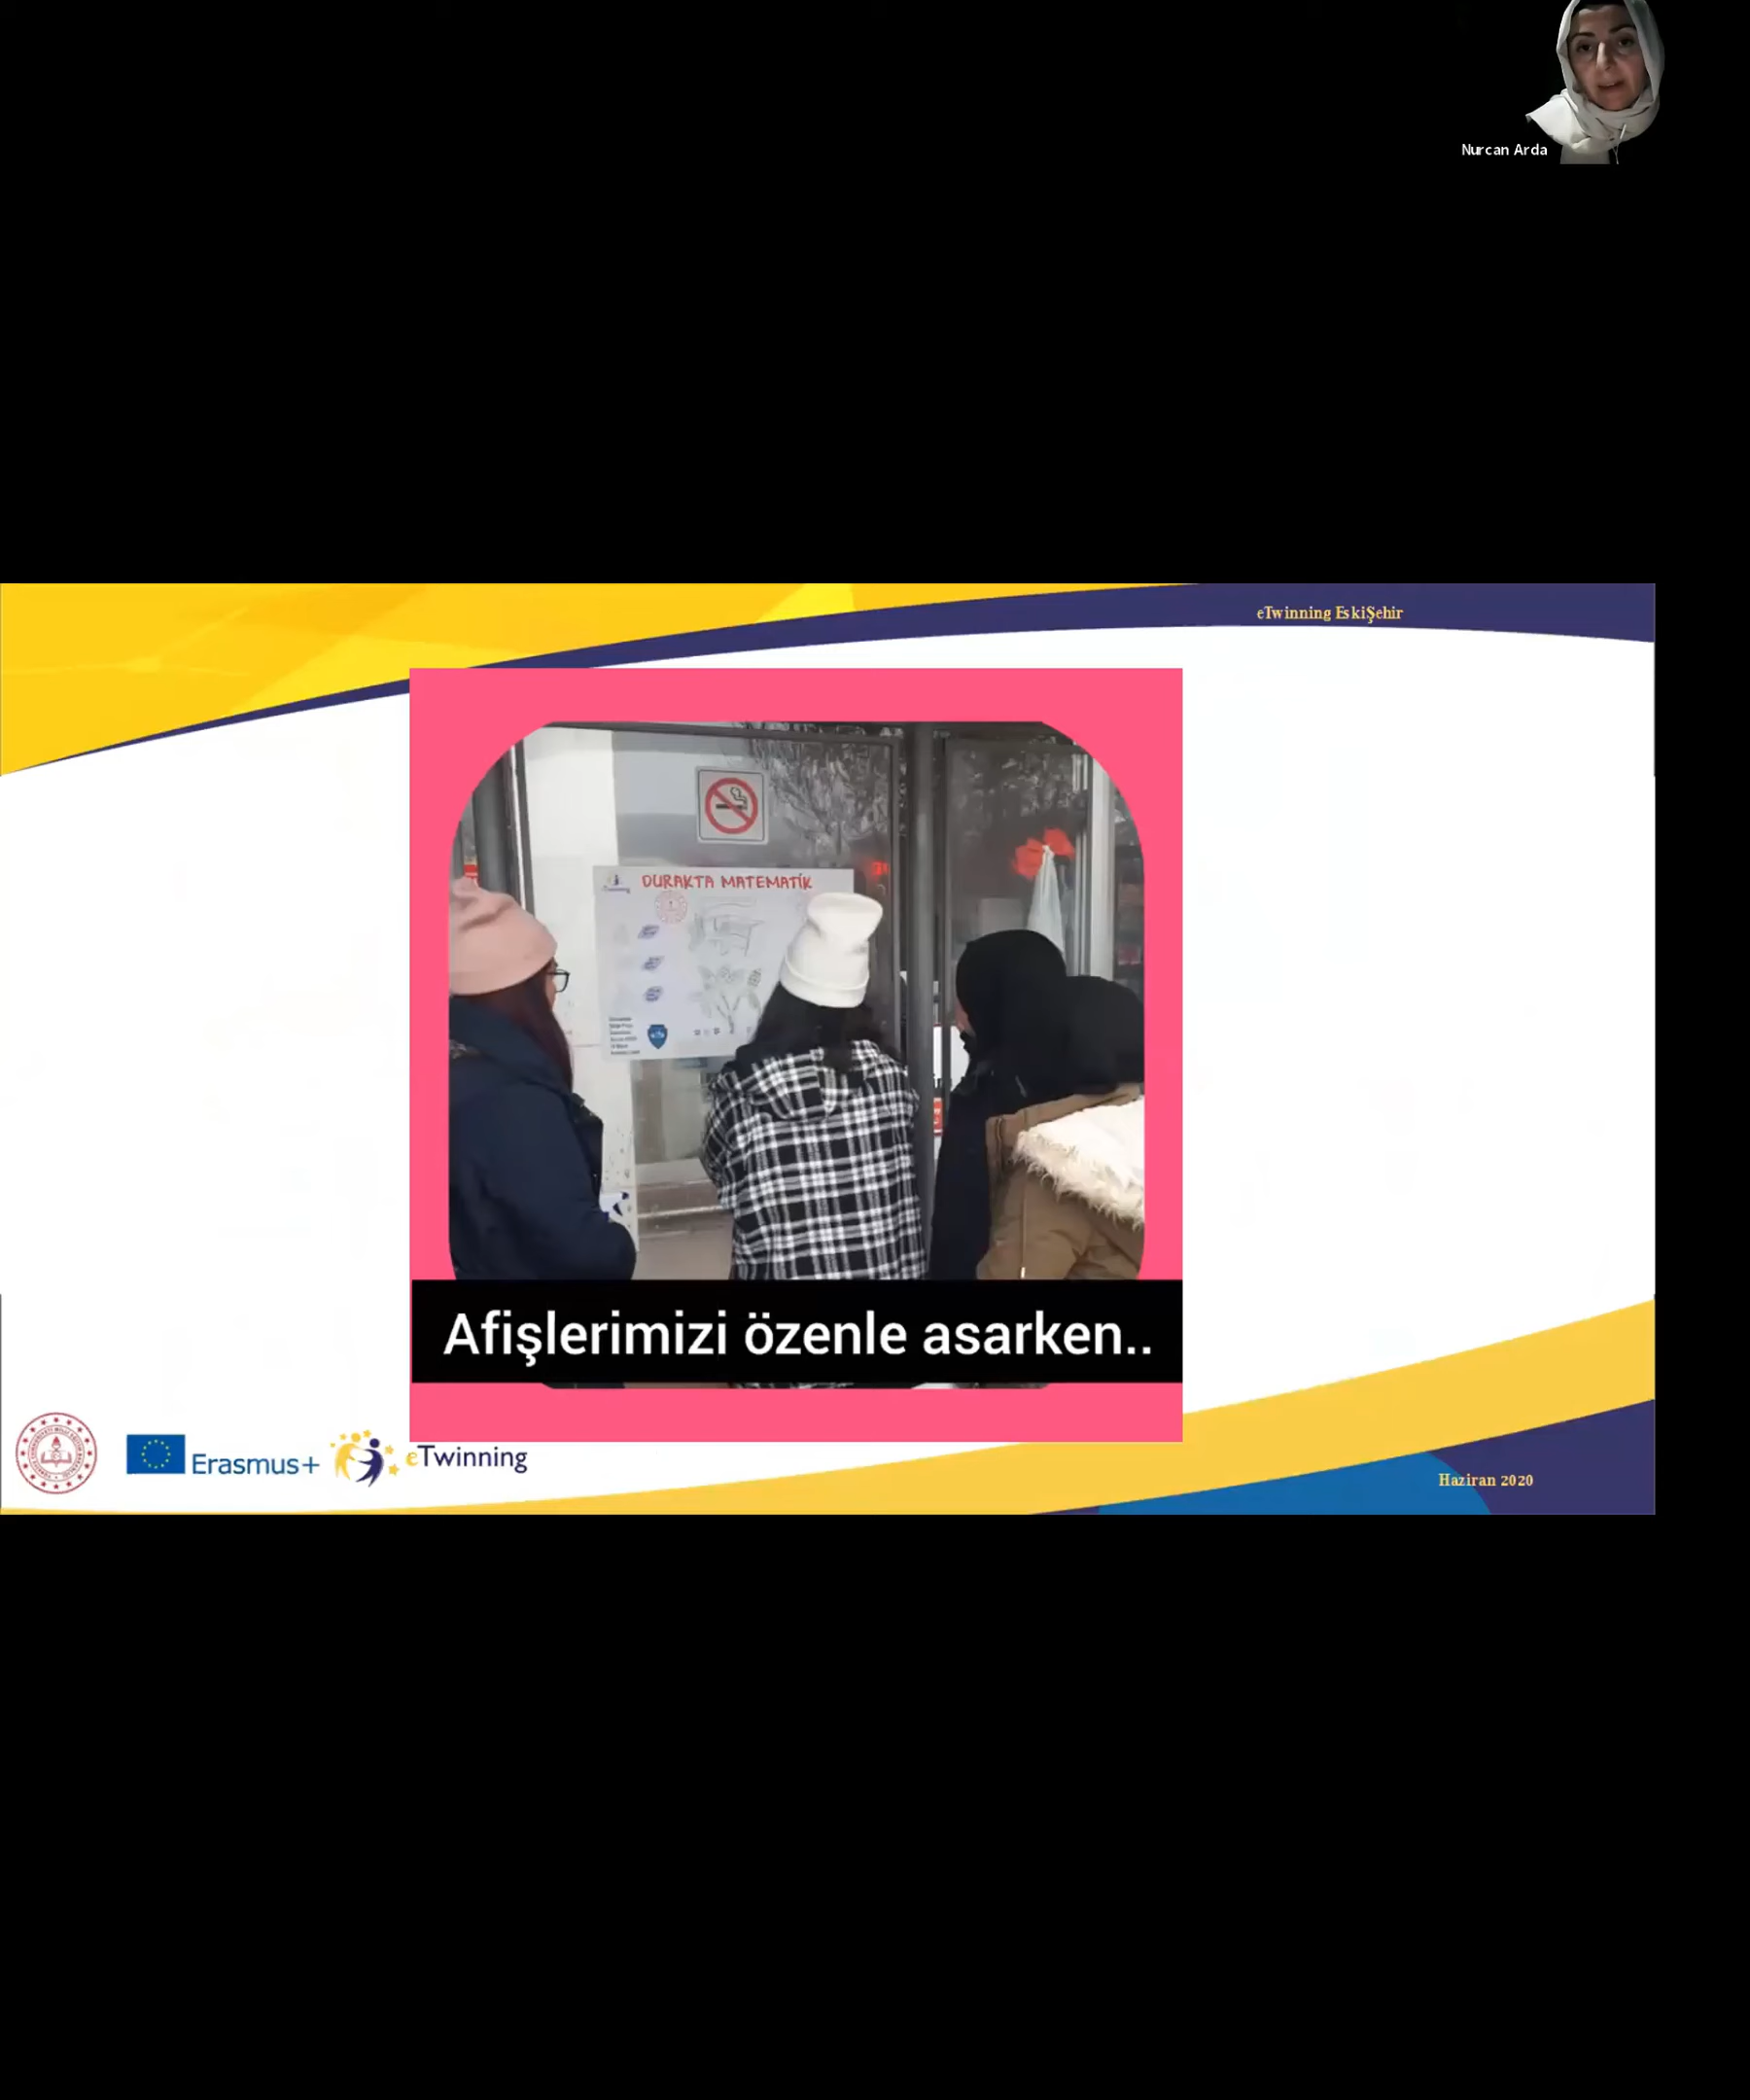 Nurcan Arda
eTwinning EskiŞehir
DURAKTA MATEMATİK
Afişlerimizi özenle asarken..
Erasmus+
eTwinning
Haziran 2020